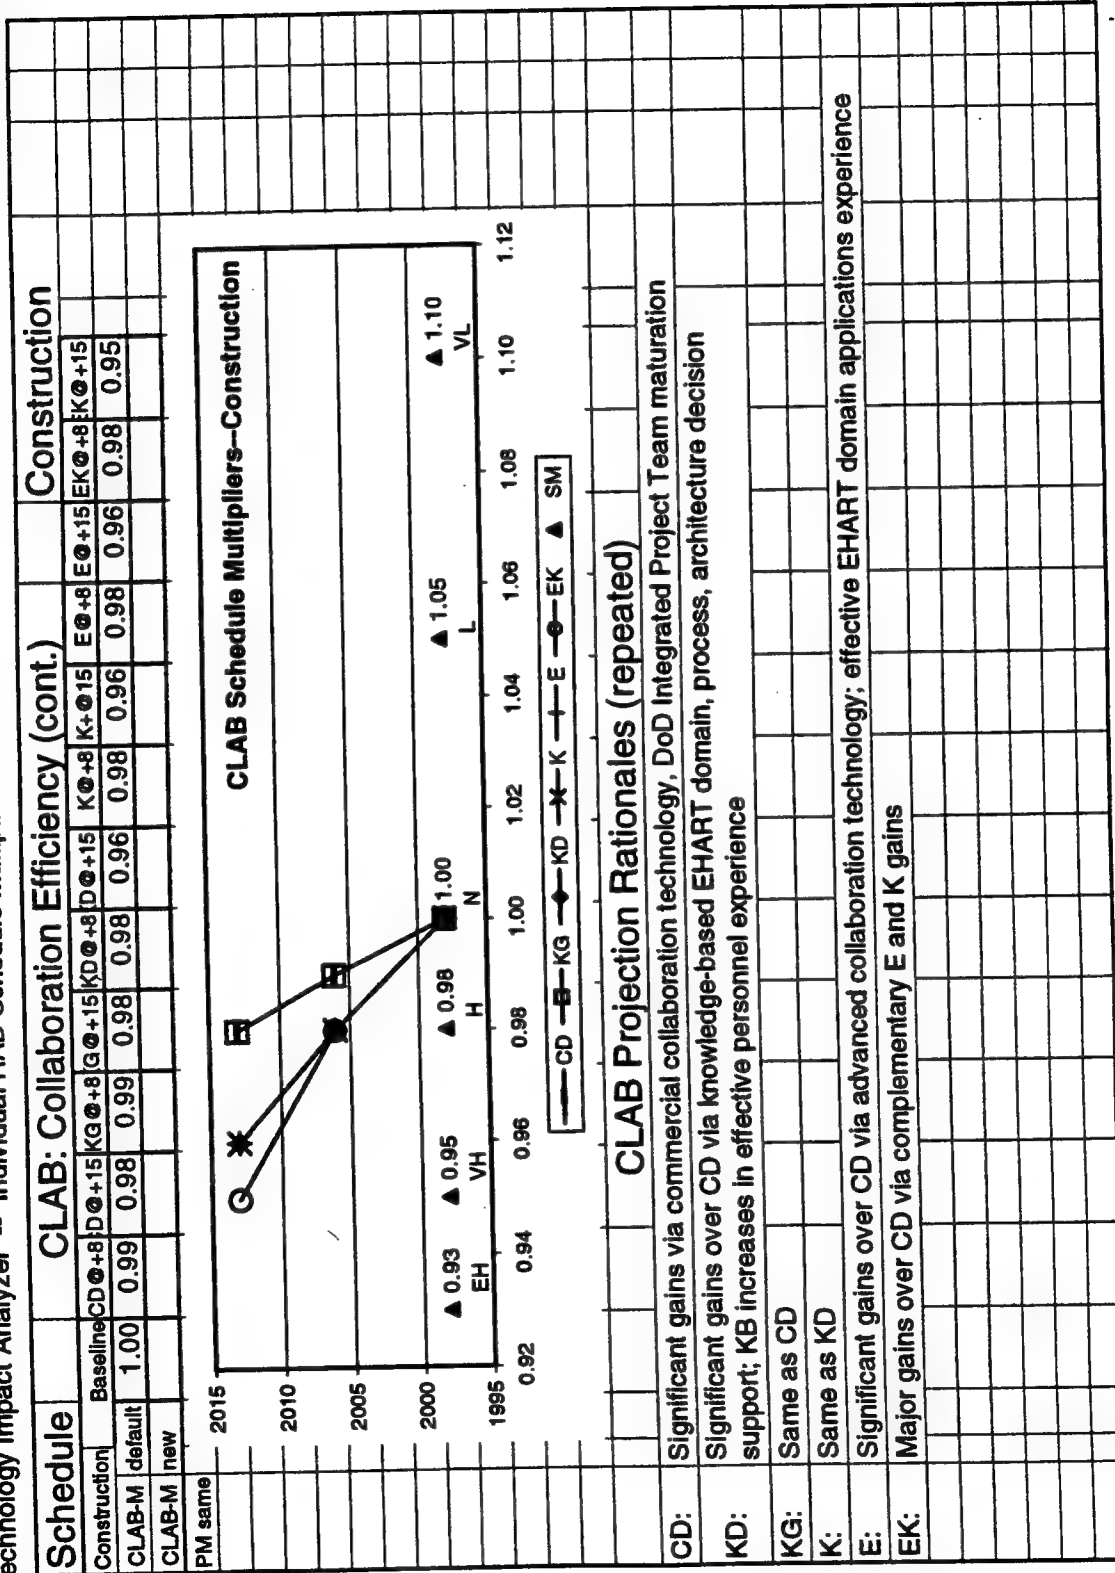 echnology Impact Analyzer
Individual
Schedule CLAB: Collaboration Efficiency (cont.) Construction
Construction Baseline CD@+8 CD@+15 KG@+8 KG@+15 KD@+8 KD@+15 K@+8 K+@15 E@+8 E@+15 EK@+8 EK@+15
CLAB-M default 1.00 0.99 0.98 0.99 0.98 0.98 0.96 0.98 0.96 0.98 0.96 0.98 0.95
CLAB-M new
PM same
CLAB Schedule Multipliers--Construction
2015
2010
2005
2000
1995
▲ 0.93 ▲ 0.95 ▲ 0.98 ▲ 1.00 ▲ 1.05 ▲ 1.10
EH VH H N L VL
0.92 0.94 0.96 0.98 1.00 1.02 1.04 1.06 1.08 1.10 1.12
CD KG KD K E EK ▲ SM
CLAB Projection Rationales (repeated)
CD: Significant gains via commercial collaboration technology, DoD Integrated Project Team maturation
KD: Significant gains over CD via knowledge-based EHART domain, process, architecture decision
support; KB increases in effective personnel experience
KG: Same as CD
K: Same as KD
E: Significant gains over CD via advanced collaboration technology; effective EHART domain applications experience
EK: Major gains over CD via complementary E and K gains